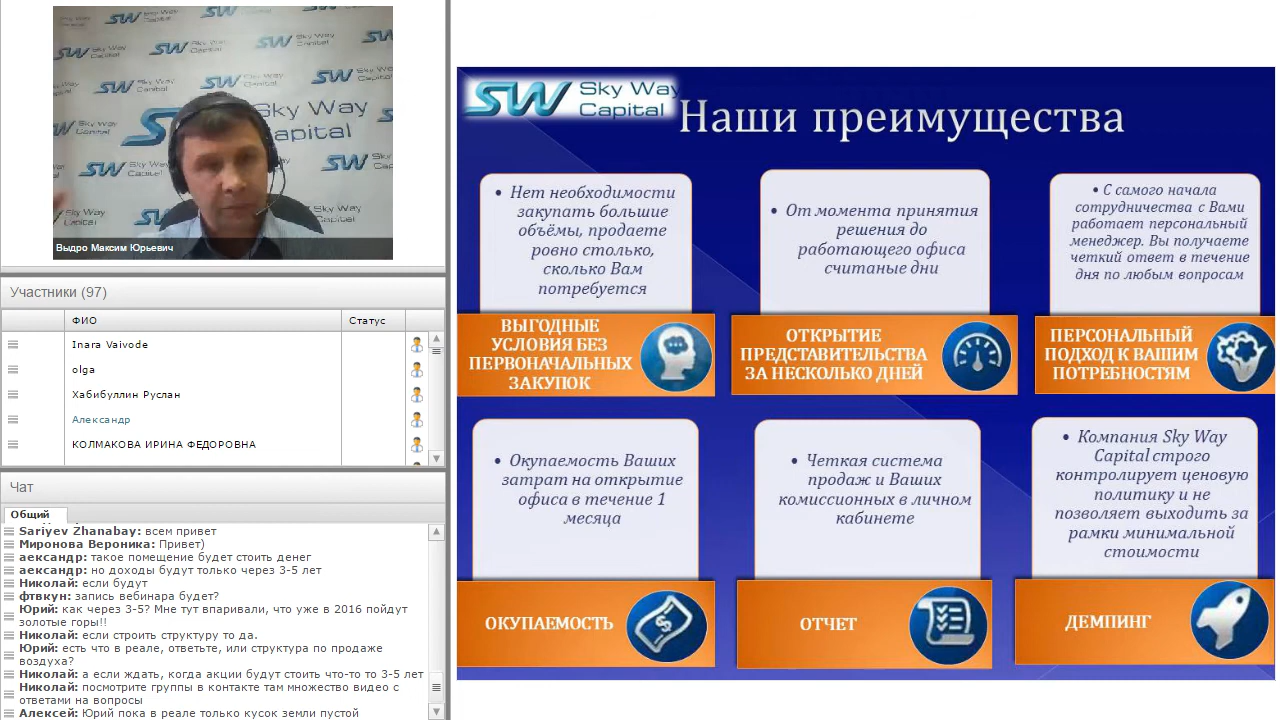 Sky Way
Capital
Выдро Максим Юрьевич
Участники (97)
ФИО
Статус
Inara Vaivode
olga
Хабибуллин Руслан
Александр
КОЛМАКОВА ИРИНА ФЕДОРОВНА
Чат
Общий
Sariyev Zhanabay: всем привет
Миронова Вероника: Привет)
аександр: такое помещение будет стоить денег
аександр: но доходы будут только через 3-5 лет
Николай: если будут
фтвкун: запись вебинара будет?
Юрий: как через 3-5? Мне тут впаривали, что уже в 2016 пойдут
золотые горы!!
Николай: если строить структуру то да.
Юрий: есть что в реале, ответьте, или структура по продаже
воздуха?
Николай: а если ждать, когда акции будут стоить что-то то 3-5 лет
Николай: посмотрите группы в контакте там множество видео с
ответами на вопросы
Алексей: Юрий пока в реале только кусок земли пустой
SW Sky Way
Capital
Наши преимущества
• Нет необходимости
закупать большие
объёмы, продаете
ровно столько,
сколько Вам
потребуется
ВЫГОДНЫЕ
УСЛОВИЯ БЕЗ
ПЕРВОНАЧАЛЬНЫХ
ЗАКУПОК
• От момента принятия
решения до
работающего офиса
считаные дни
ОТКРЫТИЕ
ПРЕДСТАВИТЕЛЬСТВА
ЗА НЕСКОЛЬКО ДНЕЙ
• С самого начала
сотрудничества с Вами
работает персональный
менеджер. Вы получаете
четкий ответ в течение
дня по любым вопросам
ПЕРСОНАЛЬНЫЙ
ПОДХОД К ВАШИМ
ПОТРЕБНОСТЯМ
• Окупаемость Ваших
затрат на открытие
офиса в течение 1
месяца
ОКУПАЕМОСТЬ
• Четкая система
продаж и Ваших
комиссионных в личном
кабинете
ОТЧЕТ
• Компания Sky Way
Capital строго
контролирует ценовую
политику и не
позволяет выходить за
рамки минимальной
стоимости
ДЕМПИНГ